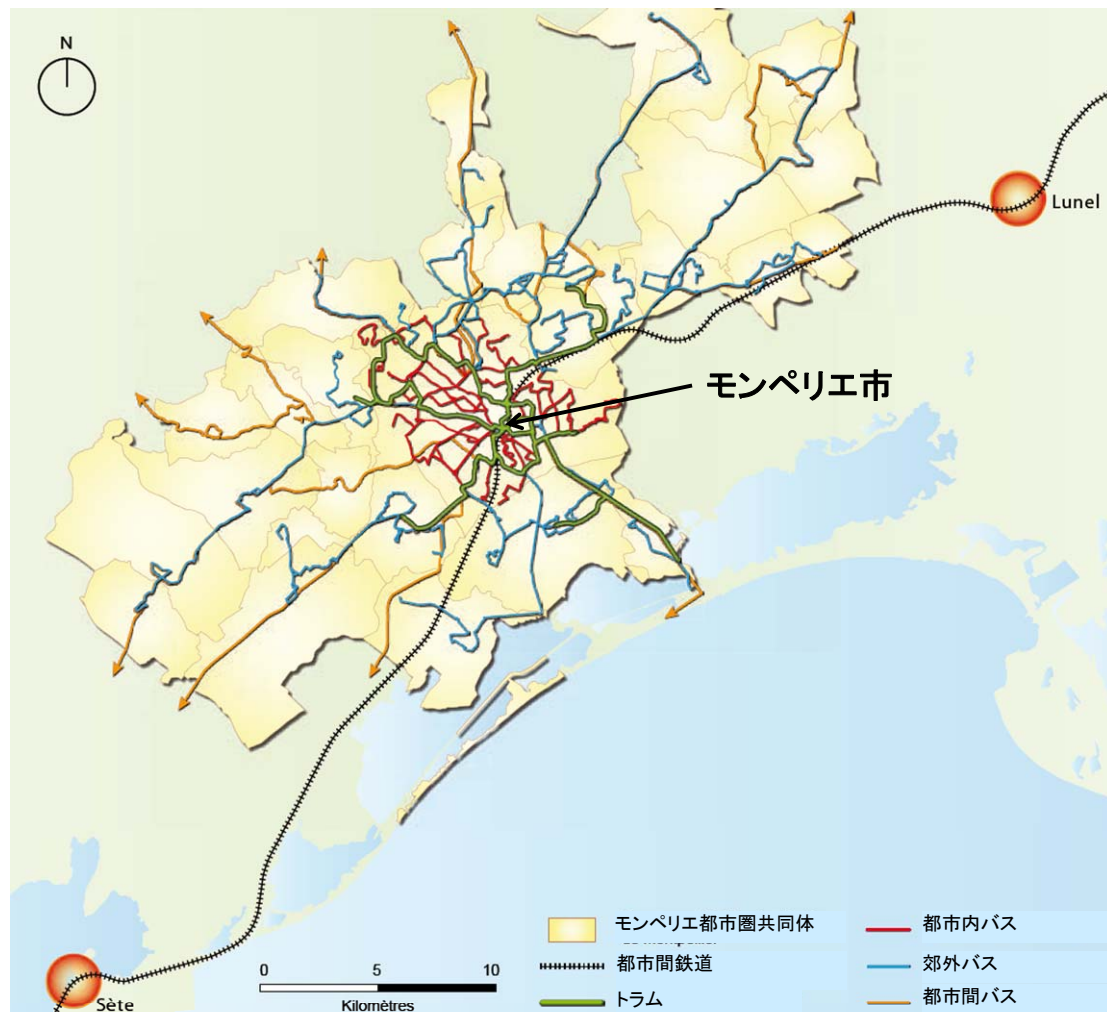 N
Lunel
モンペリエ市
モンペリエ都市圏共同体
都市間鉄道
トラム
都市内バス
郊外バス
都市間バス
0 5 10
Kilomètres
Sète